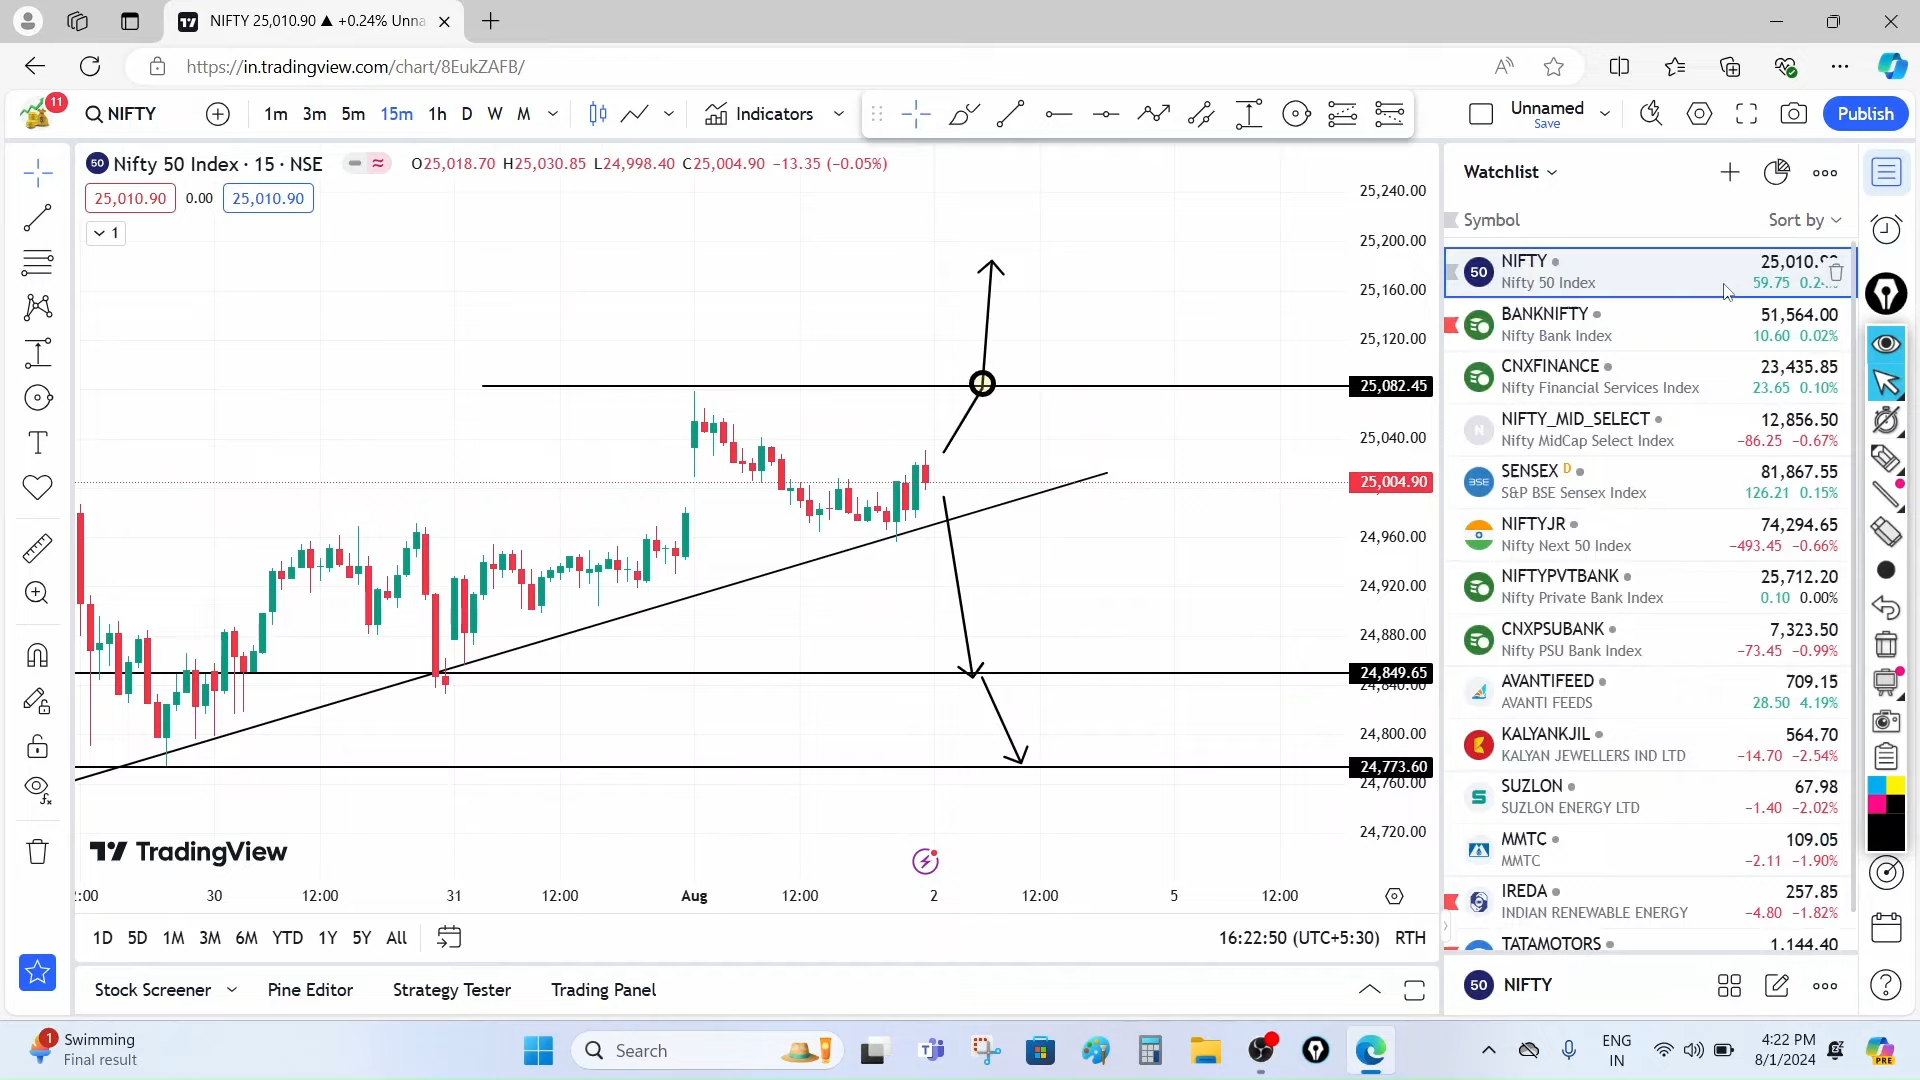 NIFTY 25,010.90 ▲ +0.24% Unna
https://in.tradingview.com/chart/8EukZAFB/
11
NIFTY
1m 3m 5m 15m 1h D W M
Indicators
Unnamed
Save
Publish
50 Nifty 50 Index · 15 · NSE
O25,018.70 H25,030.85 L24,998.40 C25,004.90 −13.35 (−0.05%)
25,010.90 0.00 25,010.90
1
25,240.00
25,200.00
25,160.00
25,120.00
25,082.45
25,040.00
25,004.90
24,960.00
24,920.00
24,880.00
24,849.65
24,840.00
24,800.00
24,773.60
24,760.00
24,720.00
TradingView
:00 30 12:00 31 12:00 Aug 12:00 2 12:00 5 12:00
1D 5D 1M 3M 6M YTD 1Y 5Y All
16:22:50 (UTC+5:30) RTH
Stock Screener Pine Editor Strategy Tester Trading Panel
Watchlist
Symbol Sort by
50 NIFTY
Nifty 50 Index 59.75
BANKNIFTY 51,564.00
Nifty Bank Index 10.60 0.02%
CNXFINANCE 23,435.85
Nifty Financial Services Index 23.65 0.10%
N NIFTY_MID_SELECT 12,856.50
Nifty MidCap Select Index −86.25 −0.67%
BSE SENSEX D 81,867.55
S&P BSE Sensex Index 126.21 0.15%
NIFTYJR 74,294.65
Nifty Next 50 Index −493.45 −0.66%
NIFTYPVTBANK 25,712.20
Nifty Private Bank Index 0.10 0.00%
CNXPSUBANK 7,323.50
Nifty PSU Bank Index −73.45 −0.99%
AVANTIFEED 709.15
AVANTI FEEDS 28.50 4.19%
KALYANKJIL 564.70
KALYAN JEWELLERS IND LTD −14.70 −2.54%
SUZLON 67.98
SUZLON ENERGY LTD −1.40 −2.02%
MMTC 109.05
MMTC −2.11 −1.90%
IREDA 257.85
INDIAN RENEWABLE ENERGY −4.80 −1.82%
TATAMOTORS 1,144.40
50 NIFTY
1 Swimming
Final result
Search
ENG
IN
4:22 PM
8/1/2024
PRE